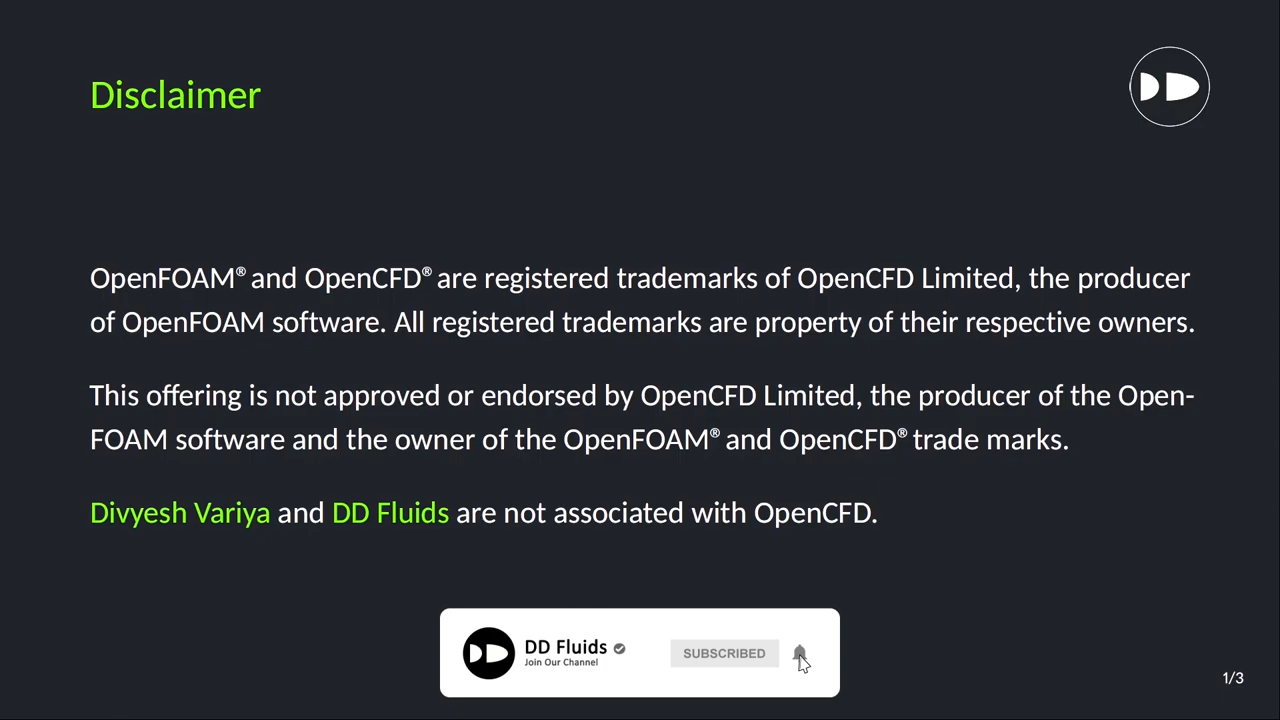 Disclaimer
OpenFOAM® and OpenCFD® are registered trademarks of OpenCFD Limited, the producer
of OpenFOAM software. All registered trademarks are property of their respective owners.
This offering is not approved or endorsed by OpenCFD Limited, the producer of the Open-
FOAM software and the owner of the OpenFOAM® and OpenCFD® trade marks.
Divyesh Variya and DD Fluids are not associated with OpenCFD.
DD Fluids
Join Our Channel
SUBSCRIBED
1/3